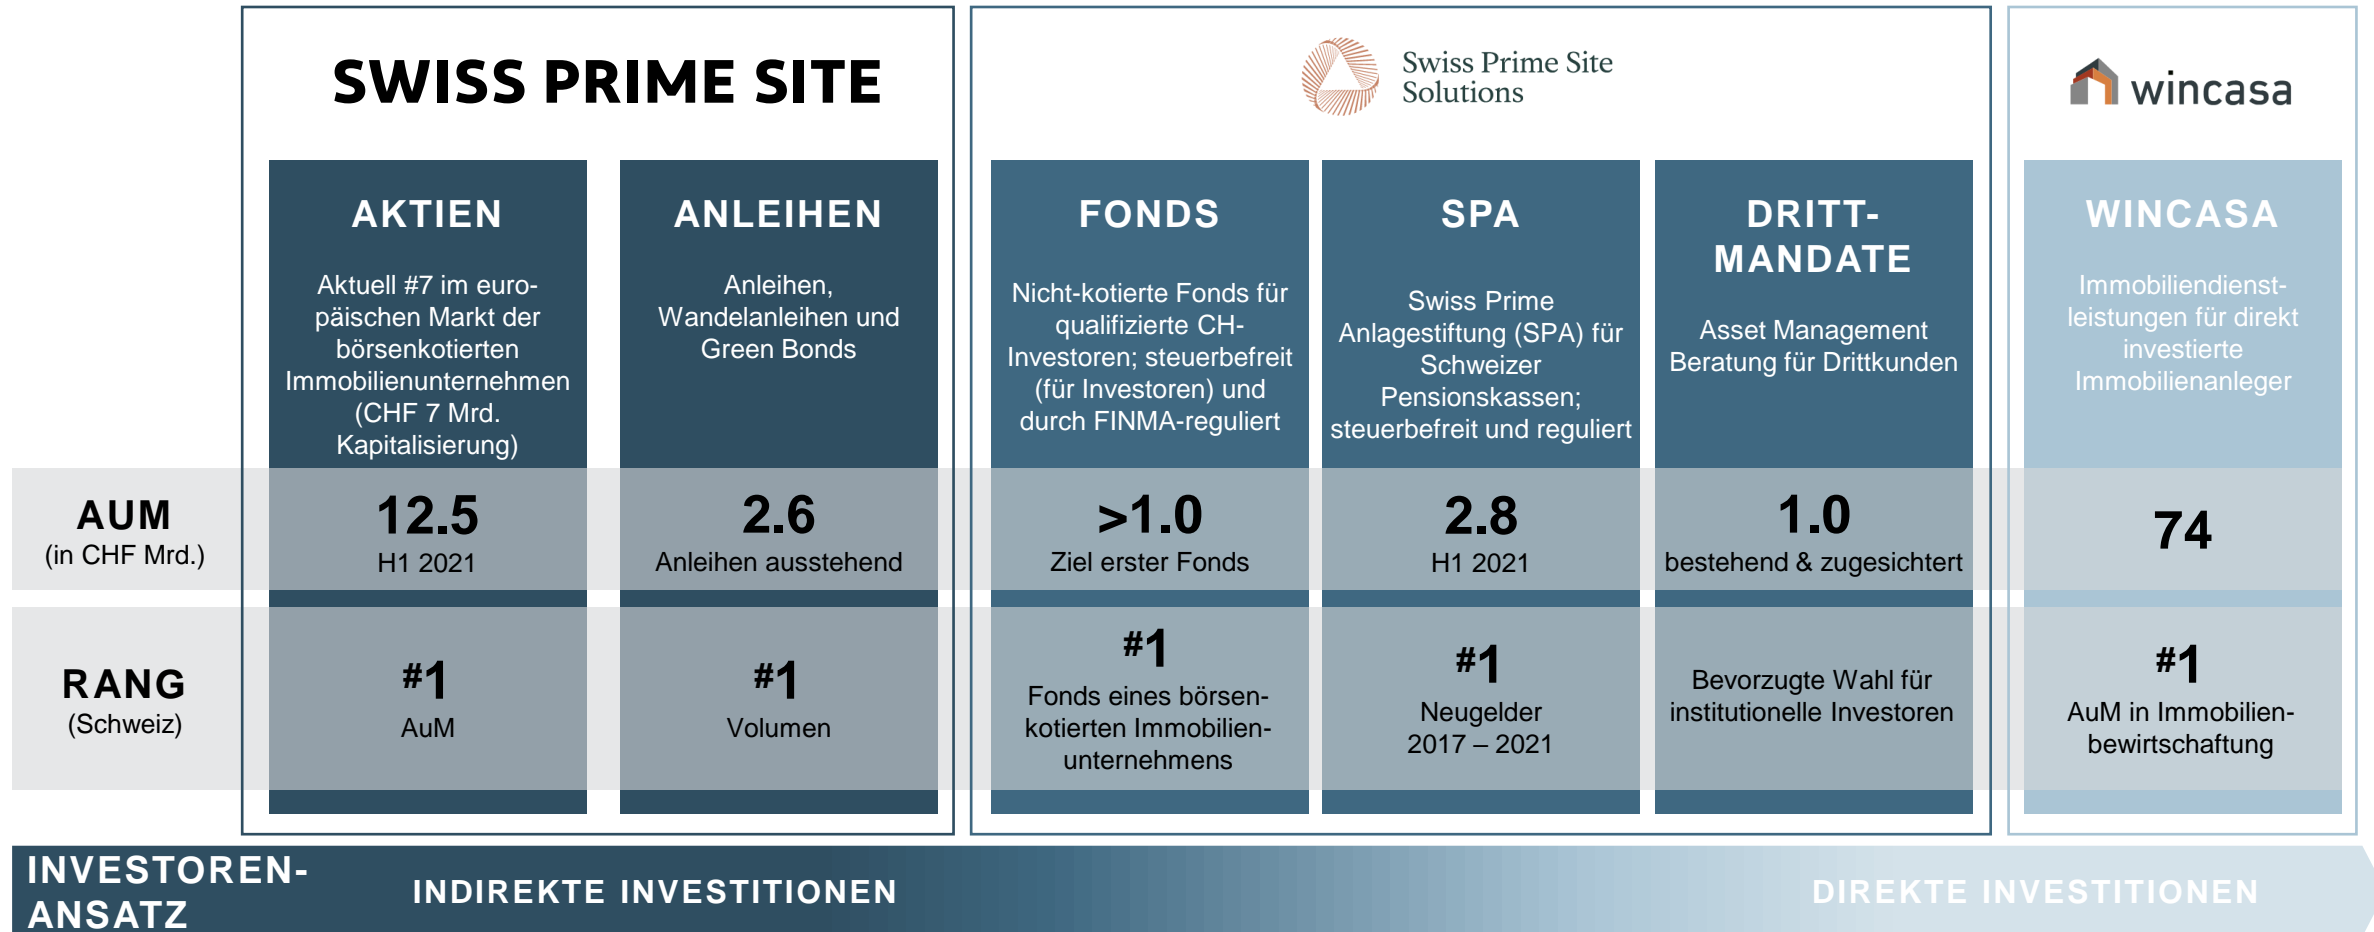 SWISS PRIME SITE
Swiss Prime Site
Solutions
wincasa
AKTIEN
Aktuell #7 im euro-
päischen Markt der
börsenkotierten
Immobilienunternehmen
(CHF 7 Mrd.
Kapitalisierung)
ANLEIHEN
Anleihen,
Wandelanleihen und
Green Bonds
FONDS
Nicht-kotierte Fonds für
qualifizierte CH-
Investoren; steuerbefreit
(für Investoren) und
durch FINMA-reguliert
SPA
Swiss Prime
Anlagestiftung (SPA) für
Schweizer
Pensionskassen;
steuerbefreit und reguliert
DRITT-
MANDATE
Asset Management
Beratung für Drittkunden
WINCASA
Immobiliendienst-
leistungen für direkt
investierte
Immobilienanleger
AUM
(in CHF Mrd.)
12.5
H1 2021
2.6
Anleihen ausstehend
>1.0
Ziel erster Fonds
2.8
H1 2021
1.0
bestehend & zugesichtert
74
RANG
(Schweiz)
#1
AuM
#1
Volumen
#1
Fonds eines börsen-
kotierten Immobilien-
unternehmens
#1
Neugelder
2017 – 2021
Bevorzugte Wahl für
institutionelle Investoren
#1
AuM in Immobilien-
bewirtschaftung
INVESTOREN-
ANSATZ
INDIREKTE INVESTITIONEN
DIREKTE INVESTITIONEN